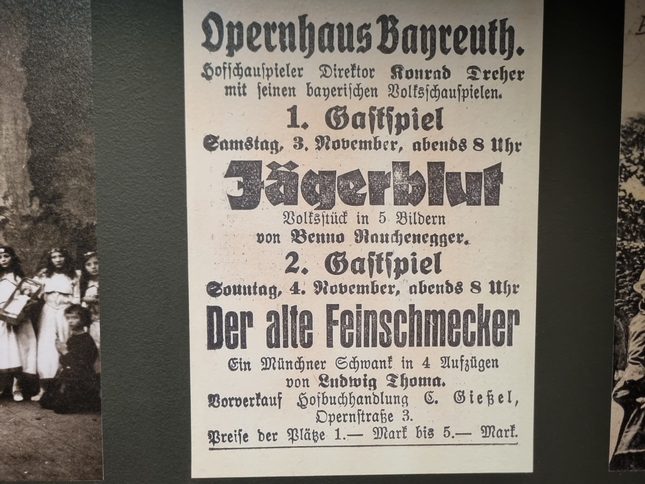 Opernhaus Bayreuth.
Hofschauspieler Direktor Konrad Dreher
mit seinen bayerischen Volksschauspielen.
1. Gastspiel
Samstag, 3. November, abends 8 Uhr
Jägerblut
Volksstück in 5 Bildern
von Benno Rauchenegger.
2. Gastspiel
Sonntag, 4. November, abends 8 Uhr
Der alte Feinschmecker
Ein Münchner Schwank in 4 Aufzügen
von Ludwig Thoma.
Vorverkauf Hofbuchhandlung C. Gießel,
Opernstraße 3.
Preise der Plätze 1.— Mark bis 5.— Mark.